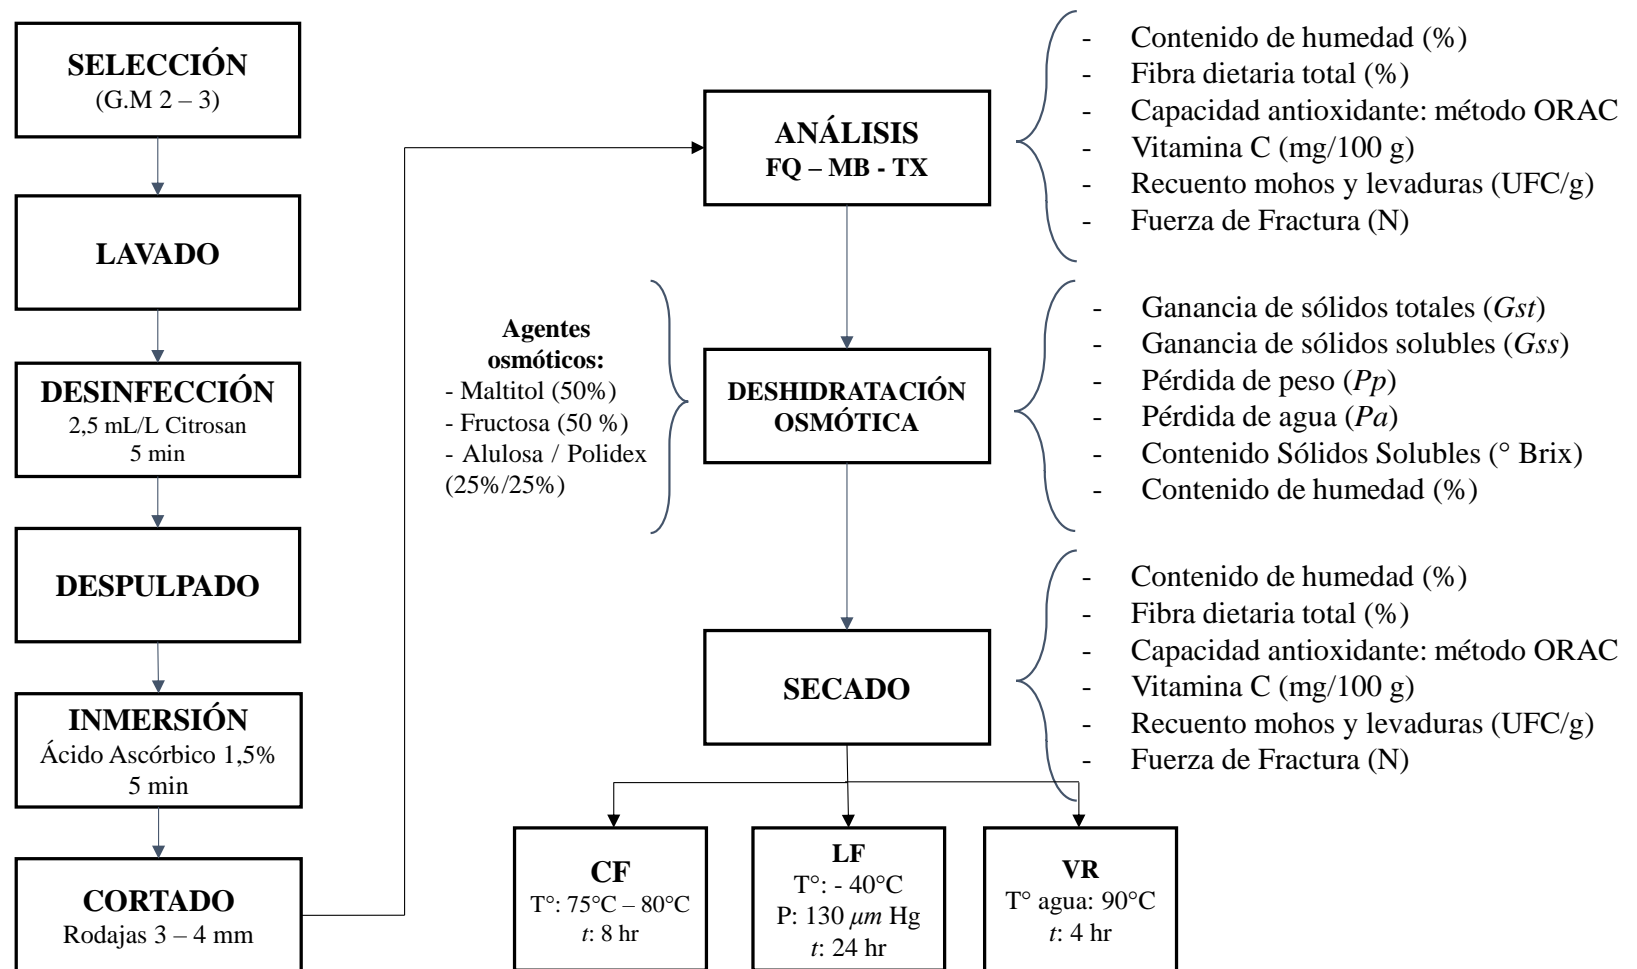 SELECCIÓN
(G.M 2 – 3)
LAVADO
DESINFECCIÓN
2,5 mL/L Citrosan
5 min
DESPULPADO
INMERSIÓN
Ácido Ascórbico 1,5%
5 min
CORTADO
Rodajas 3 – 4 mm
ANÁLISIS
FQ – MB - TX
- Contenido de humedad (%)
- Fibra dietaria total (%)
- Capacidad antioxidante: método ORAC
- Vitamina C (mg/100 g)
- Recuento mohos y levaduras (UFC/g)
- Fuerza de Fractura (N)
Agentes
osmóticos:
- Maltitol (50%)
- Fructosa (50 %)
- Alulosa / Polidex
(25%/25%)
DESHIDRATACIÓN
OSMÓTICA
- Ganancia de sólidos totales (Gst)
- Ganancia de sólidos solubles (Gss)
- Pérdida de peso (Pp)
- Pérdida de agua (Pa)
- Contenido Sólidos Solubles (° Brix)
- Contenido de humedad (%)
SECADO
- Contenido de humedad (%)
- Fibra dietaria total (%)
- Capacidad antioxidante: método ORAC
- Vitamina C (mg/100 g)
- Recuento mohos y levaduras (UFC/g)
- Fuerza de Fractura (N)
CF
T°: 75°C – 80°C
t: 8 hr
LF
T°: - 40°C
P: 130 μm Hg
t: 24 hr
VR
T° agua: 90°C
t: 4 hr